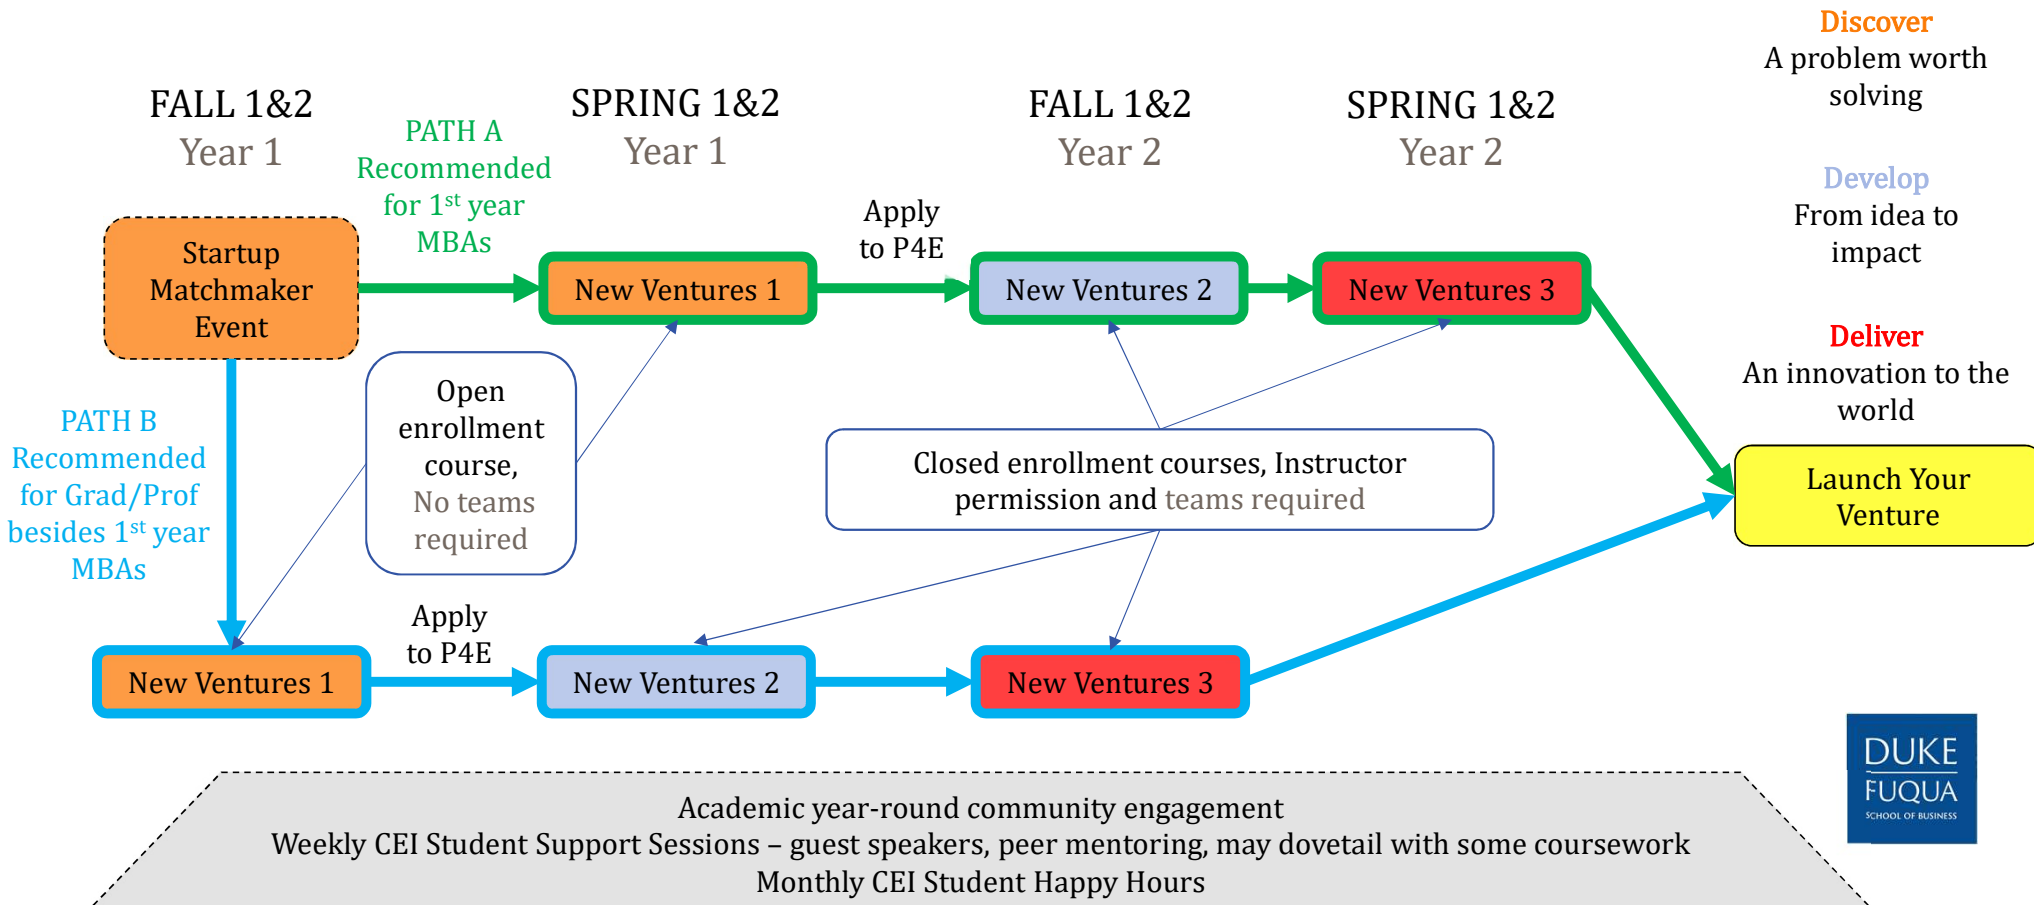 FALL 1&2
Year 1
SPRING 1&2
Year 1
FALL 1&2
Year 2
SPRING 1&2
Year 2
Discover
A problem worth
solving
Develop
From idea to
impact
Deliver
An innovation to the
world
PATH A
Recommended
for 1st year
MBAs
Startup
Matchmaker
Event
New Ventures 1
Apply
to P4E
New Ventures 2
New Ventures 3
PATH B
Recommended
for Grad/Prof
besides 1st year
MBAs
Open
enrollment
course,
No teams
required
Closed enrollment courses, Instructor
permission and teams required
Launch Your
Venture
New Ventures 1
Apply
to P4E
New Ventures 2
New Ventures 3
Academic year-round community engagement
Weekly CEI Student Support Sessions – guest speakers, peer mentoring, may dovetail with some coursework
Monthly CEI Student Happy Hours
DUKE
FUQUA
SCHOOL OF BUSINESS